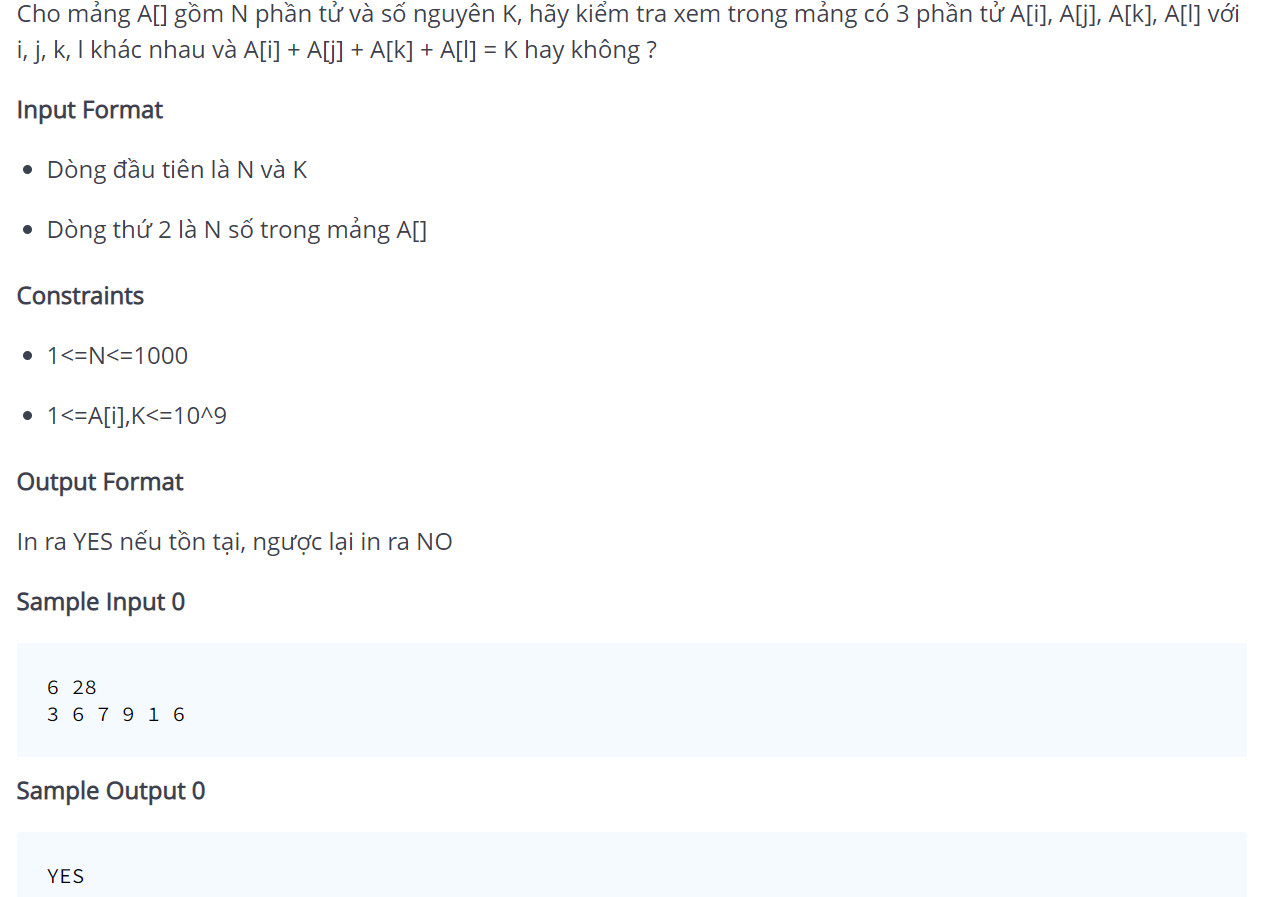 Cho mảng A[] gồm N phần tử và số nguyên K, hãy kiểm tra xem trong mảng có 3 phần tử A[i], A[j], A[k], A[l] với
i, j, k, l khác nhau và A[i] + A[j] + A[k] + A[l] = K hay không ?
Input Format
• Dòng đầu tiên là N và K
• Dòng thứ 2 là N số trong mảng A[]
Constraints
• 1<=N<=1000
• 1<=A[i],K<=10^9
Output Format
In ra YES nếu tồn tại, ngược lại in ra NO
Sample Input 0
6 28
3 6 7 9 1 6
Sample Output 0
YES